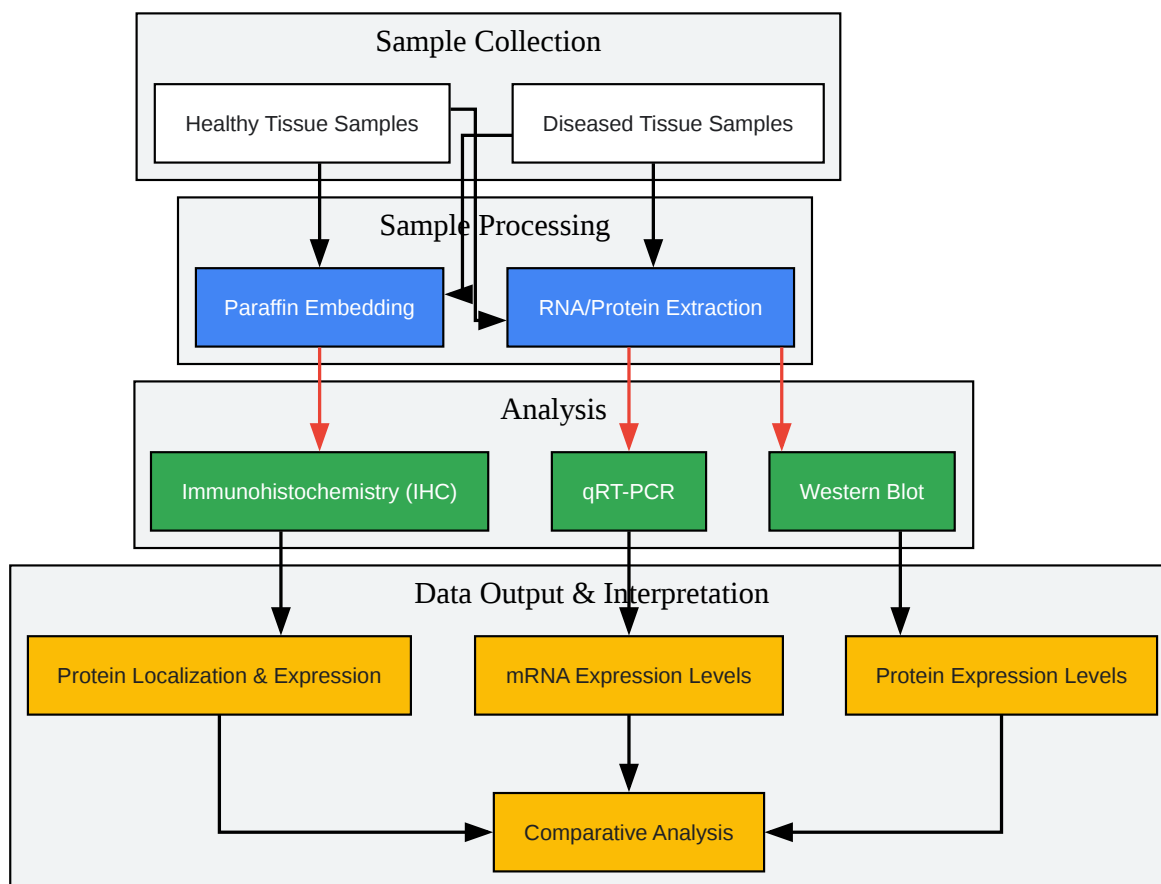 Sample Collection
Healthy Tissue Samples
Diseased Tissue Samples
Sample Processing
Paraffin Embedding
RNA/Protein Extraction
Analysis
Immunohistochemistry (IHC)
qRT-PCR
Western Blot
Data Output & Interpretation
Protein Localization & Expression
mRNA Expression Levels
Protein Expression Levels
Comparative Analysis